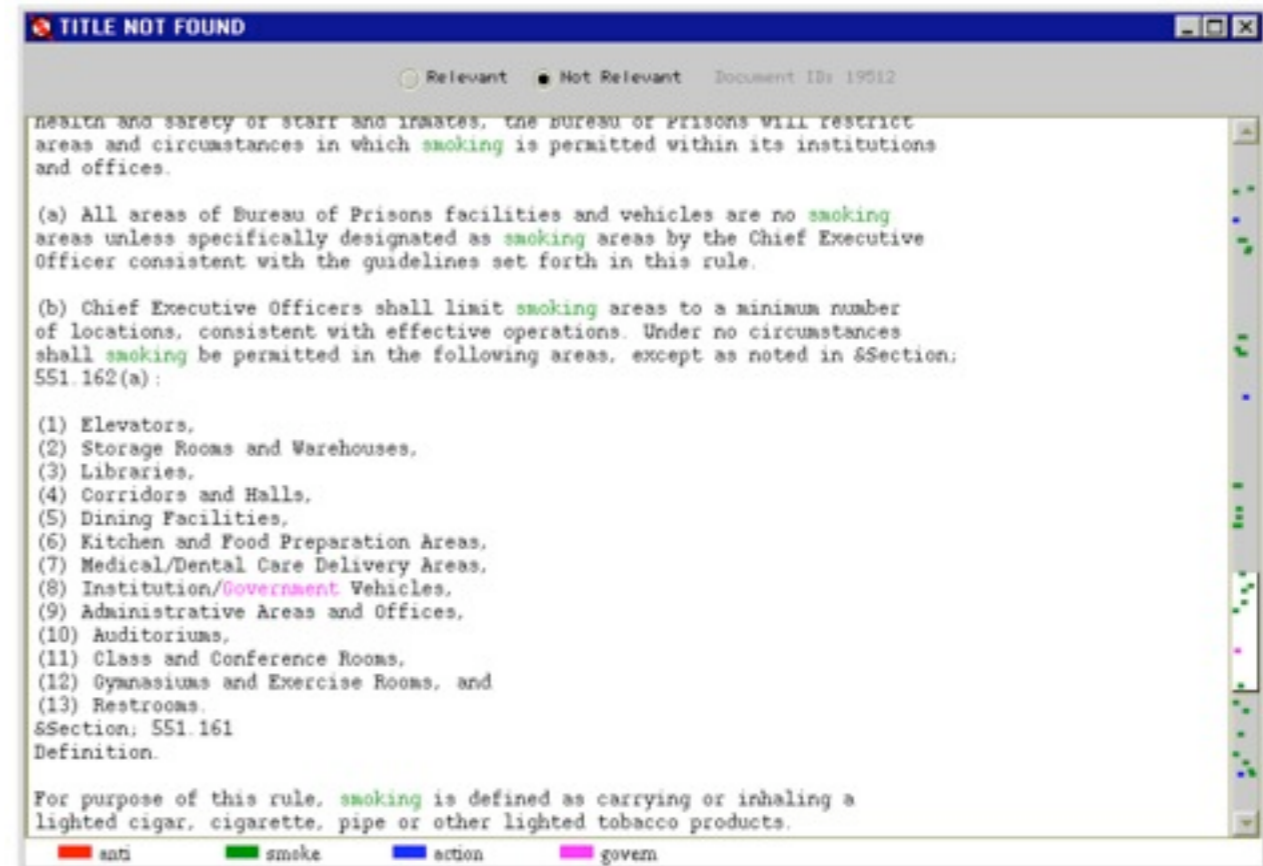 TITLE NOT FOUND
Relevant Not Relevant Document ID: 19512
health and safety of staff and inmates, the Bureau of Prisons will restrict
areas and circumstances in which smoking is permitted within its institutions
and offices.
(a) All areas of Bureau of Prisons facilities and vehicles are no smoking
areas unless specifically designated as smoking areas by the Chief Executive
Officer consistent with the guidelines set forth in this rule.
(b) Chief Executive Officers shall limit smoking areas to a minimum number
of locations, consistent with effective operations. Under no circumstances
shall smoking be permitted in the following areas, except as noted in &Section;
551.162(a):
(1) Elevators,
(2) Storage Rooms and Warehouses,
(3) Libraries,
(4) Corridors and Halls,
(5) Dining Facilities,
(6) Kitchen and Food Preparation Areas,
(7) Medical/Dental Care Delivery Areas,
(8) Institution/Government Vehicles,
(9) Administrative Areas and Offices,
(10) Auditoriums,
(11) Class and Conference Rooms,
(12) Gymnasiums and Exercise Rooms, and
(13) Restrooms.
&Section; 551.161
Definition.
For purpose of this rule, smoking is defined as carrying or inhaling a
lighted cigar, cigarette, pipe or other lighted tobacco products.
anti smoke action govern